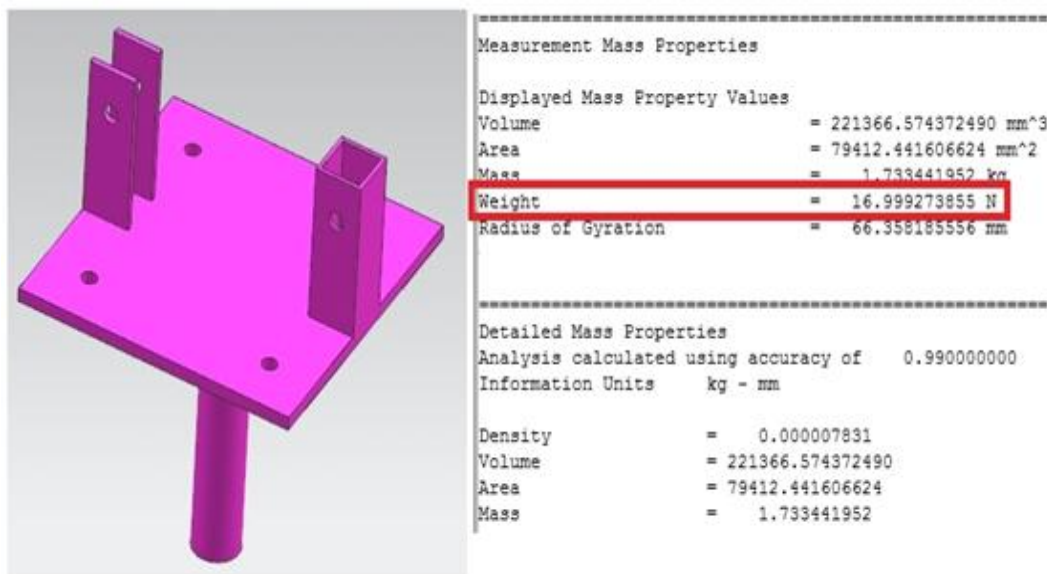 Measurement Mass Properties
Displayed Mass Property Values
Volume = 221366.574372490 mm^3
Area = 79412.441606624 mm^2
Mass = 1.733441952 kg
Weight = 16.999273855 N
Radius of Gyration = 66.358185556 mm
Detailed Mass Properties
Analysis calculated using accuracy of 0.990000000
Information Units kg - mm
Density = 0.000007831
Volume = 221366.574372490
Area = 79412.441606624
Mass = 1.733441952